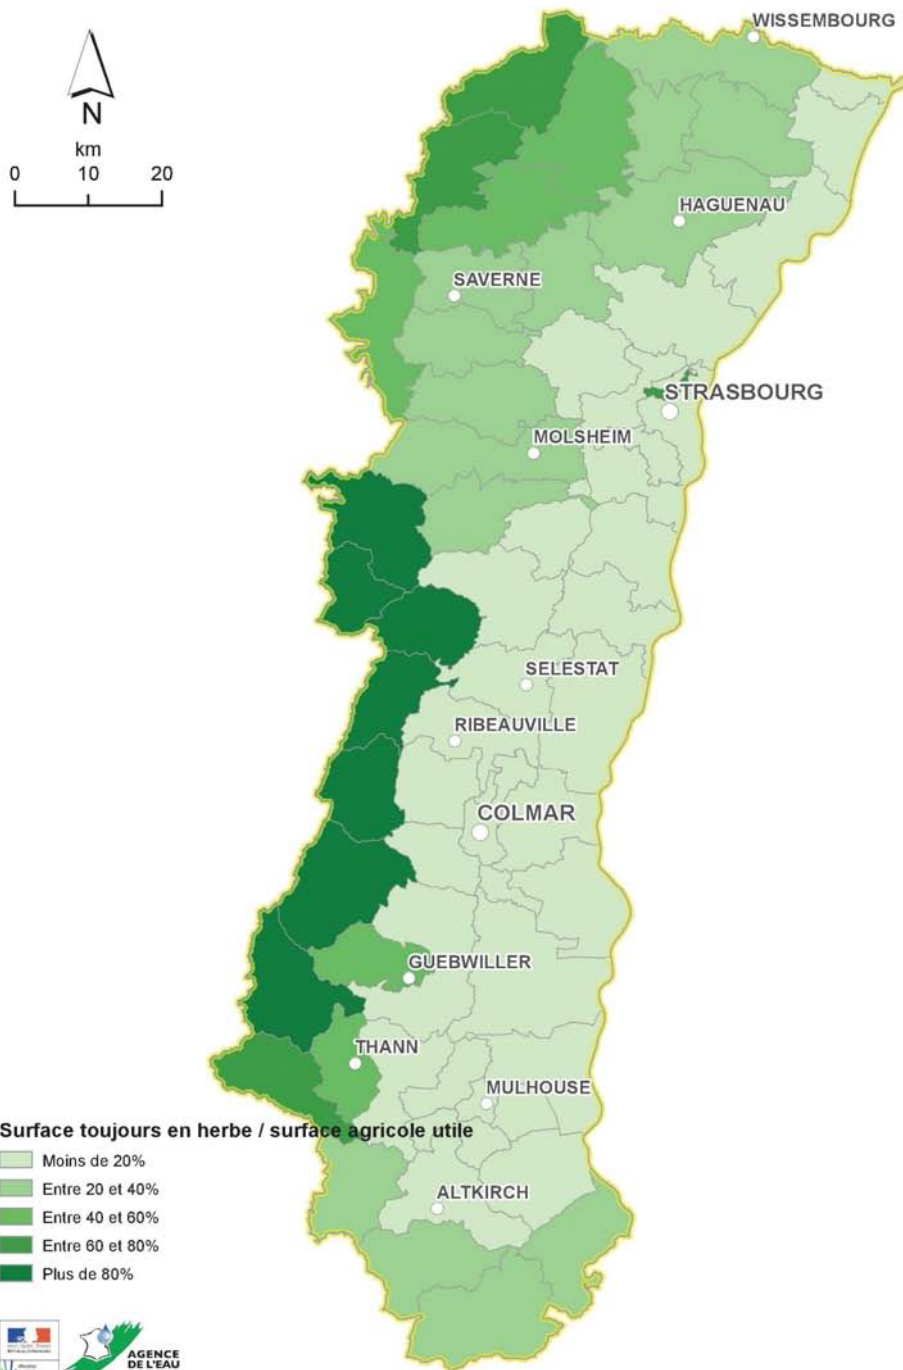 WISSEMBOURG
N
km
0 10 20
HAGUENAU
SAVERNE
STRASBOURG
MOLSHEIM
SELESTAT
RIBEAUVILLE
COLMAR
GUEBWILLER
THANN
MULHOUSE
Surface toujours en herbe / surface agricole utile
Moins de 20%
Entre 20 et 40%
ALTKIRCH
Entre 40 et 60%
Entre 60 et 80%
Plus de 80%
AGENCE
DE L'EAU